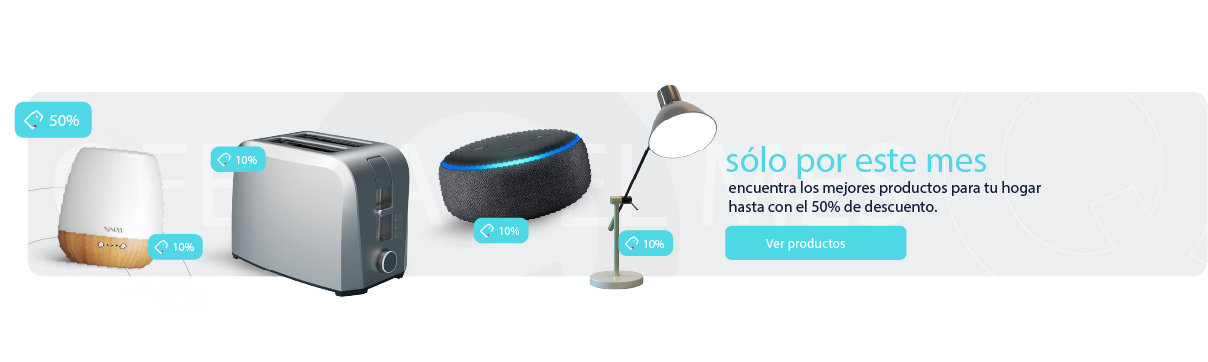 50%
10%
10%
10%
10%
sólo por este mes
encuentra los mejores productos para tu hogar
hasta con el 50% de descuento.
Ver productos